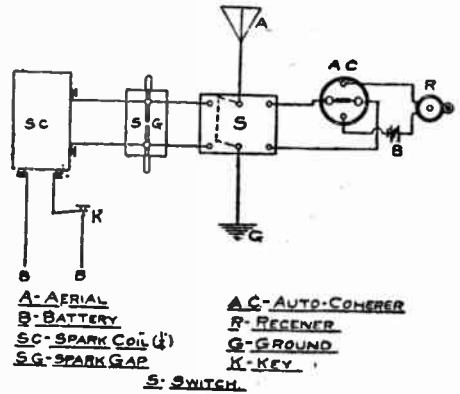 A
AC
R
SC
S G
S
B
K
G
B B
A-AERIAL
B-BATTERY
SC-SPARK COIL (½")
SG-SPARK GAP
AC-AUTO-COHERER
R-RECEIVER
G-GROUND
K-KEY
S-SWITCH.